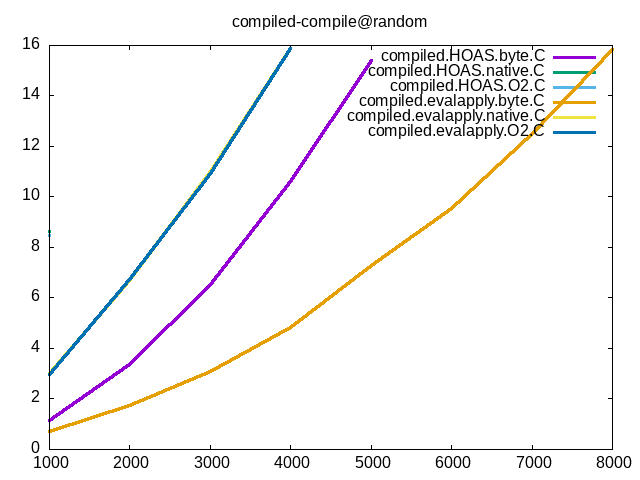 compiled-compile@random
16
14
12
10
8
6
4
2
0
1000 2000 3000 4000 5000 6000 7000 8000
compiled.HOAS.byte.C
compiled.HOAS.native.C
compiled.HOAS.O2.C
compiled.evalapply.byte.C
compiled.evalapply.native.C
compiled.evalapply.O2.C